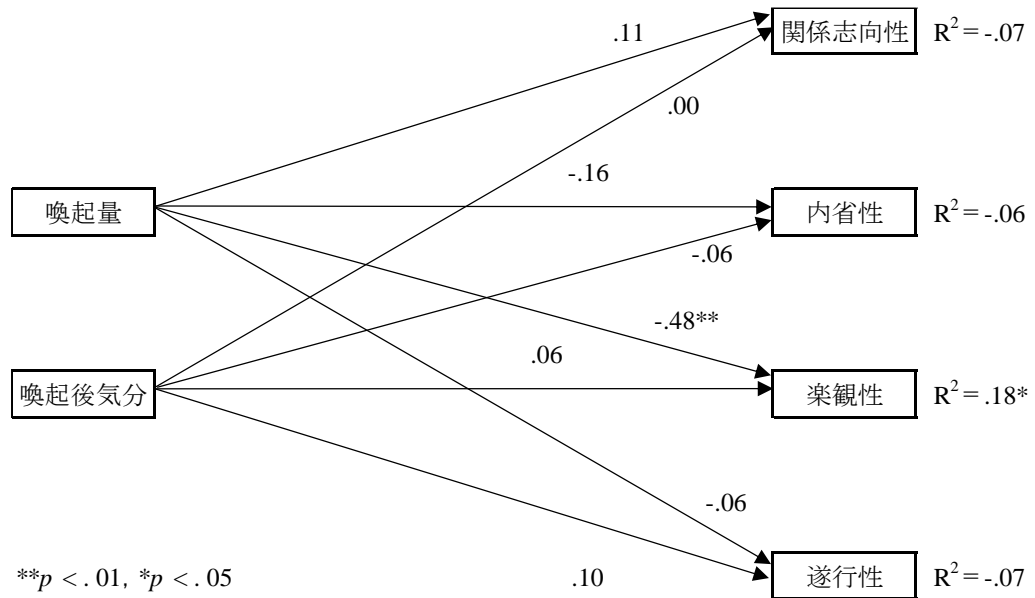 .11
関係志向性 R² = -.07
.00
-.16
喚起量
内省性 R² = -.06
-.06
-.48**
.06
喚起後気分
楽観性 R² = .18*
-.06
**p < . 01, *p < .05
.10
遂行性 R² = -.07